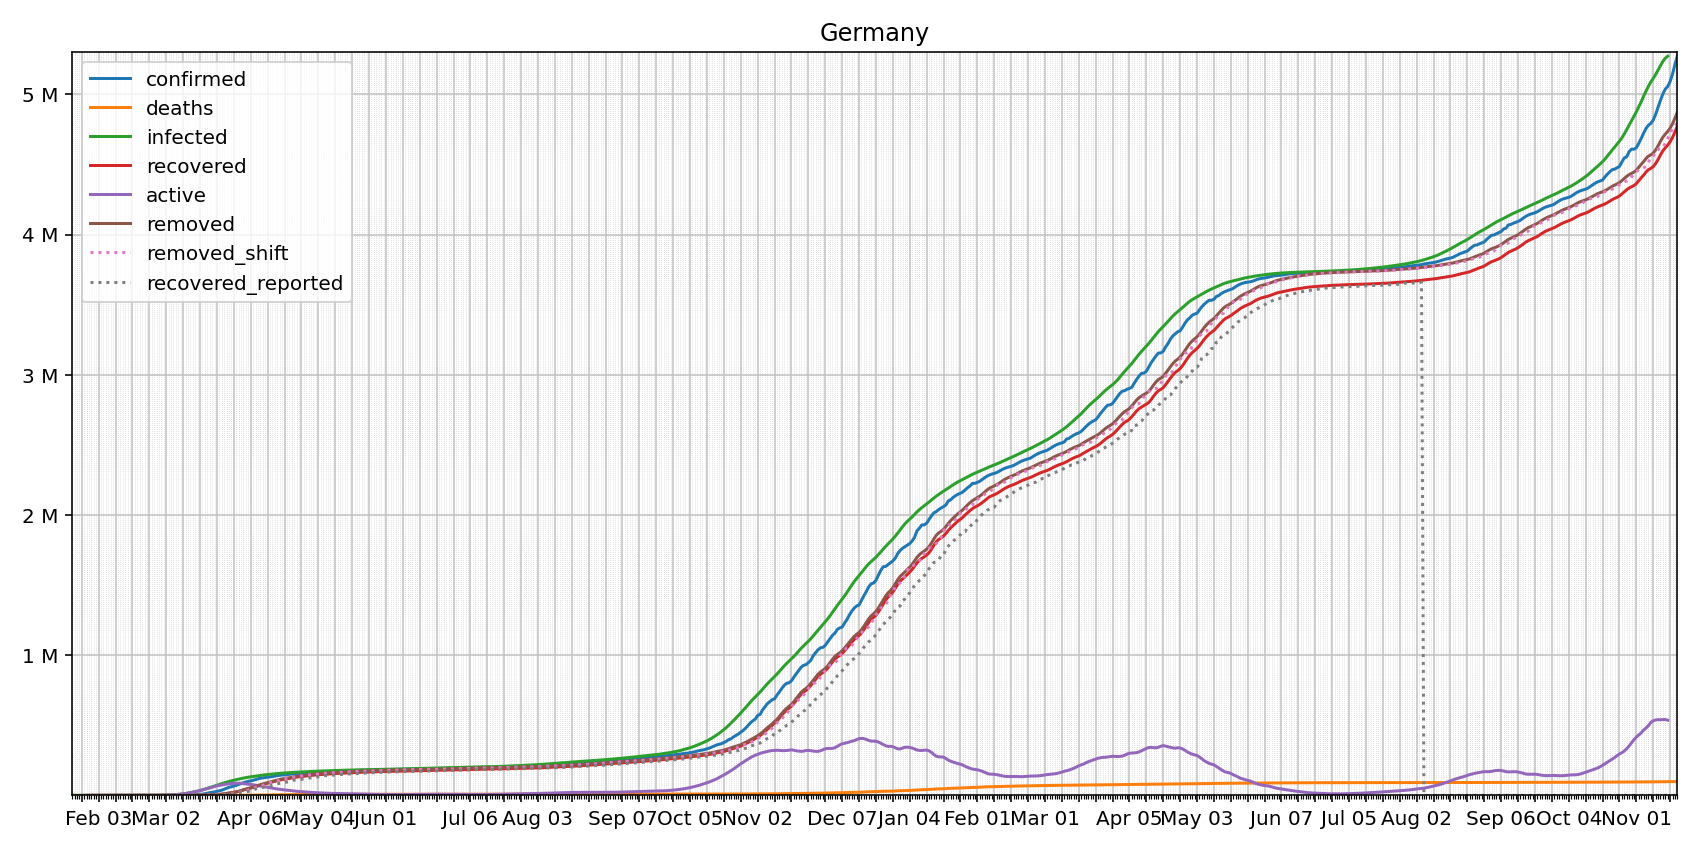 Germany
confirmed
deaths
infected
recovered
active
removed
removed_shift
recovered_reported
5 M
4 M
3 M
2 M
1 M
Feb 03 Mar 02 Apr 06 May 04 Jun 01 Jul 06 Aug 03 Sep 07 Oct 05 Nov 02 Dec 07 Jan 04 Feb 01 Mar 01 Apr 05 May 03 Jun 07 Jul 05 Aug 02 Sep 06 Oct 04 Nov 01